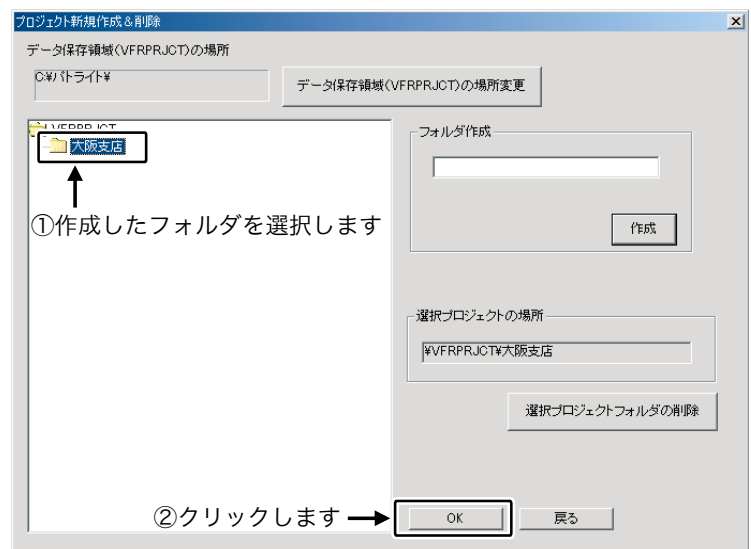 プロジェクト新規作成＆削除
データ保存領域(VFRPRJCT)の場所
C:¥パトライト¥
データ保存領域(VFRPRJCT)の場所変更
フォルダ作成
大阪支店
①作成したフォルダを選択します
作成
選択プロジェクトの場所
¥VFRPRJCT¥大阪支店
選択プロジェクトフォルダの削除
②クリックします
OK
戻る